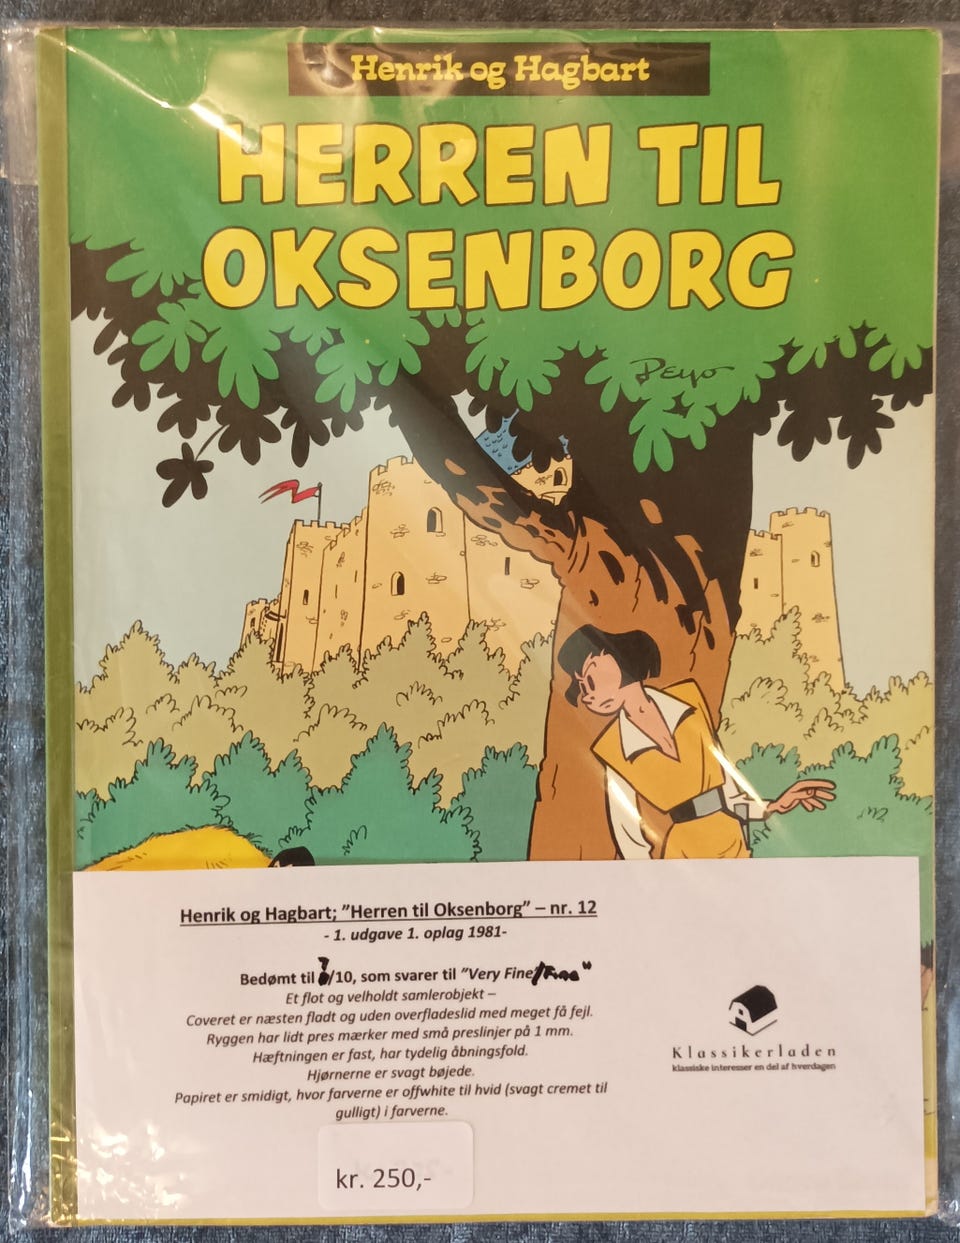 Henrik og Hagbart
HERREN TIL
OKSENBORG
Peyo
Henrik og Hagbart; "Herren til Oksenborg" – nr. 12
- 1. udgave 1. oplag 1981-
Bedømt til 7/10, som svarer til "Very Fine/Fine"
Et flot og velholdt samlerobjekt –
Coveret er næsten fladt og uden overfladeslid med meget få fejl.
Ryggen har lidt pres mærker med små preslinjer på 1 mm.
Hæftningen er fast, har tydelig åbningsfold.
Hjørnerne er svagt bøjede.
Papiret er smidigt, hvor farverne er offwhite til hvid (svagt cremet til
gulligt) i farverne.
Klassikerladen
klassiske interesser en del af hverdagen
kr. 250,-